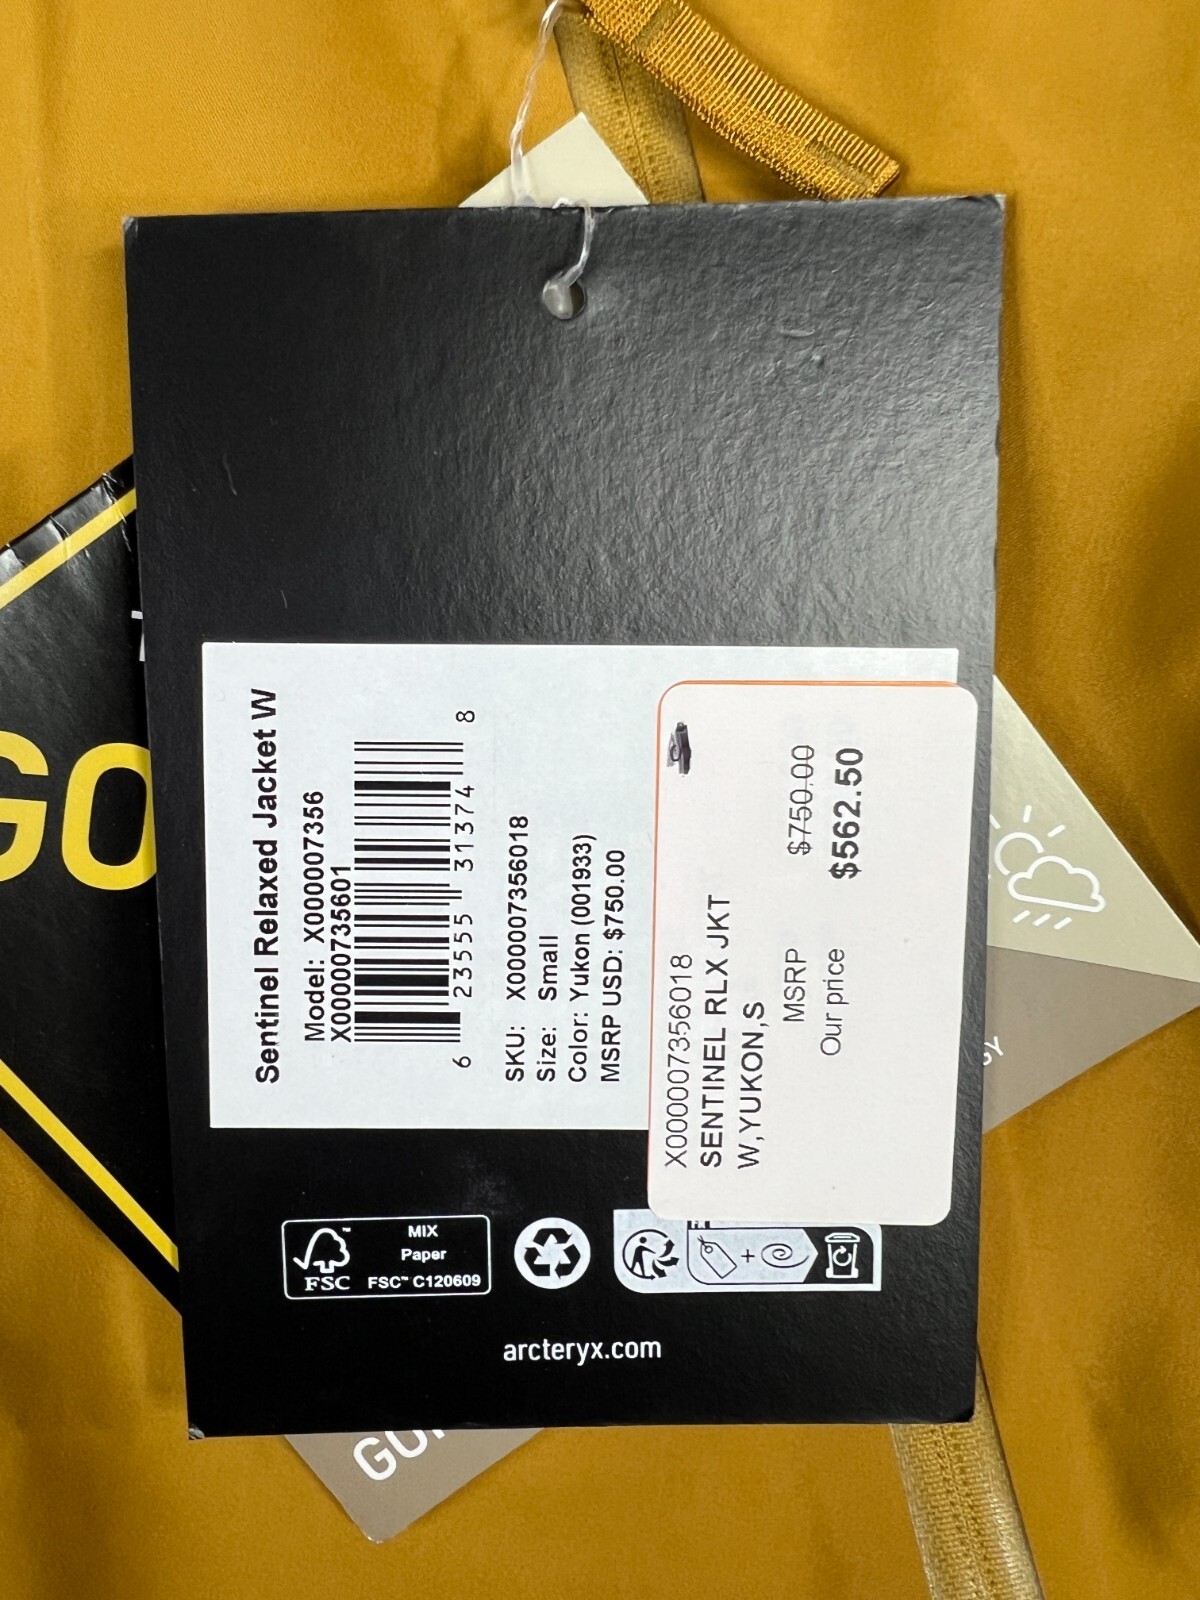 Sentinel Relaxed Jacket W
Model: X000007356
X00000735601
6 23555 31374 8
SKU: X000007356018
Size: Small
Color: Yukon (001933)
MSRP USD: $750.00
X000007356018
SENTINEL RLX JKT
W,YUKON,S
MSRP $750.00
Our price $562.50
FSC™
MIX
Paper
FSC™ C120609
arcteryx.com
GO